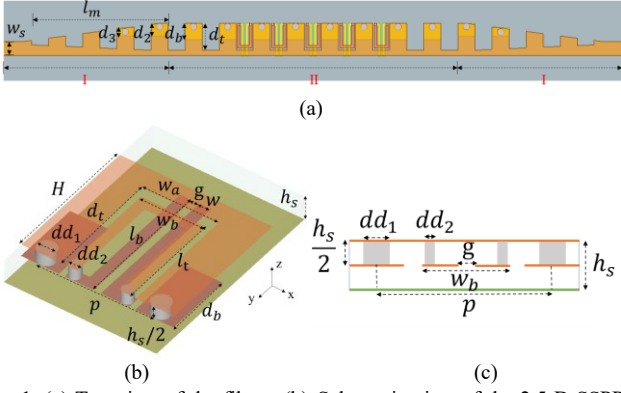 l_m
w_s d_3 d_2 d_b d_t
I II I
(a)
H
w_a g w
w_b
h_s
d_t
dd_1
dd_2
l_b
l_t
p
d_b
h_s/2
z
y x
(b)
dd_1 dd_2
h_s/2
g
w_b
p
h_s
(c)